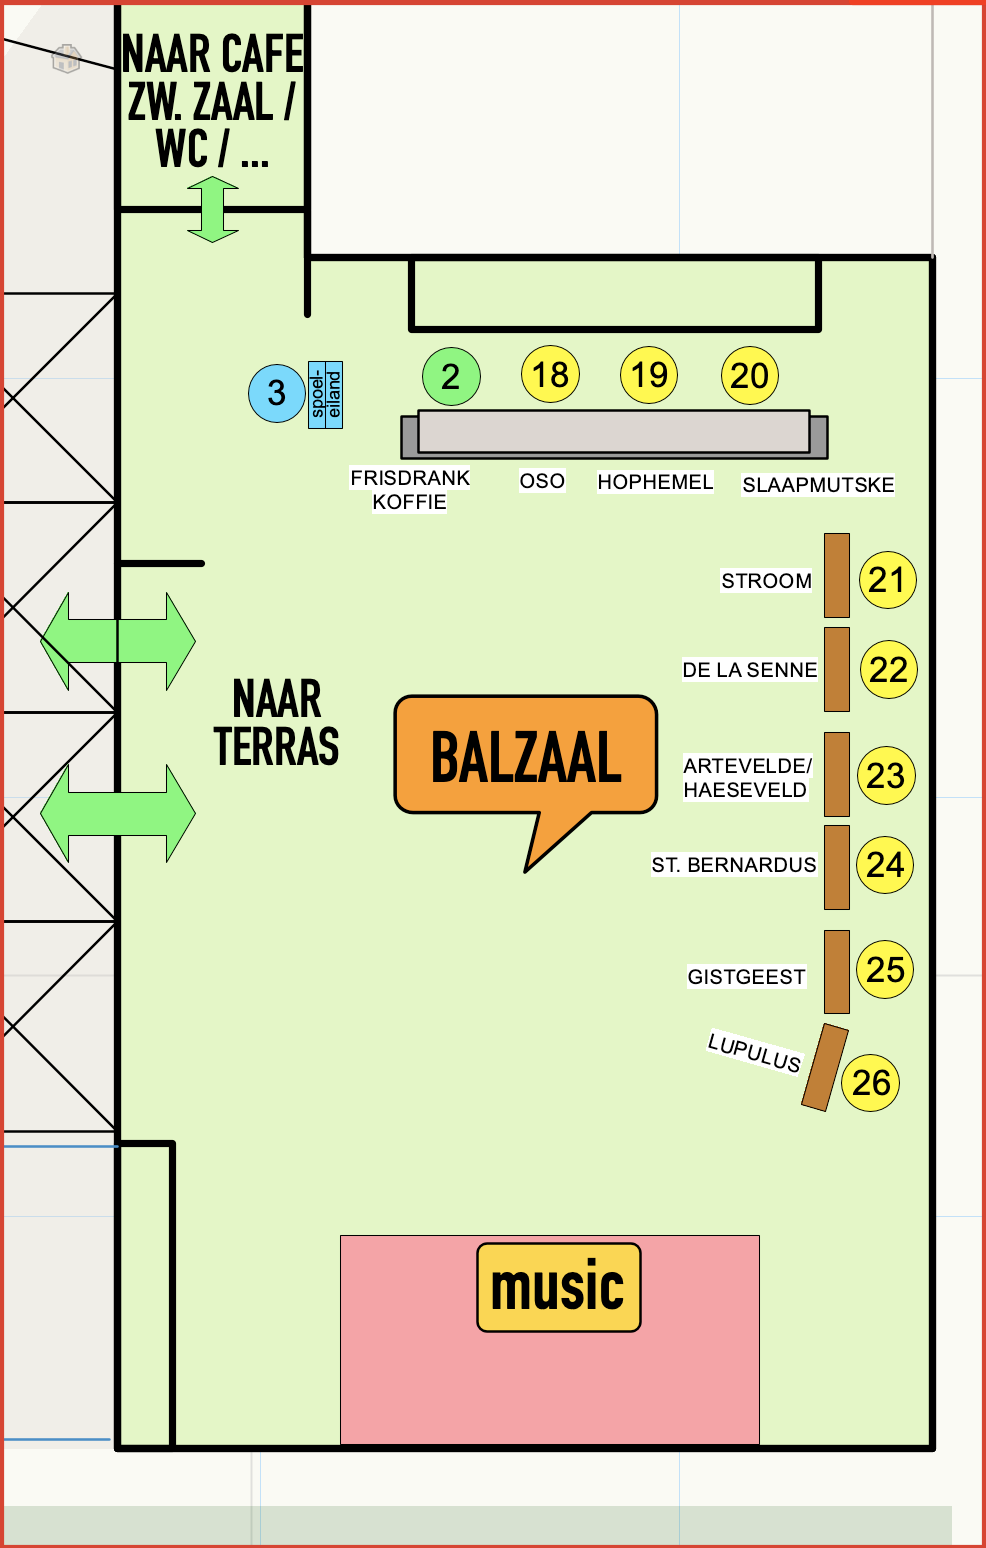 NAAR CAFE
ZW. ZAAL /
WC / ...
3
spoel-
eiland
2
18
19
20
FRISDRANK
KOFFIE
OSO
HOPHEMEL
SLAAPMUTSKE
STROOM
21
DE LA SENNE
22
NAAR
TERRAS
BALZAAL
ARTEVELDE/
HAESEVELD
23
ST. BERNARDUS
24
GISTGEEST
25
LUPULUS
26
music